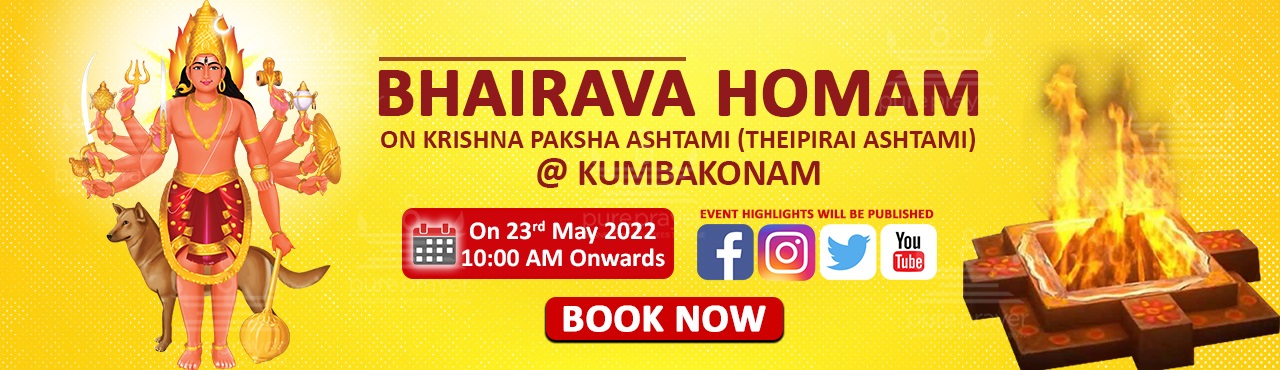 BHAIRAVA HOMAM
ON KRISHNA PAKSHA ASHTAMI (THEIPIRAI ASHTAMI)
@ KUMBAKONAM
On 23rd May 2022
10:00 AM Onwards
EVENT HIGHLIGHTS WILL BE PUBLISHED
You
Tube
BOOK NOW
pureprayer